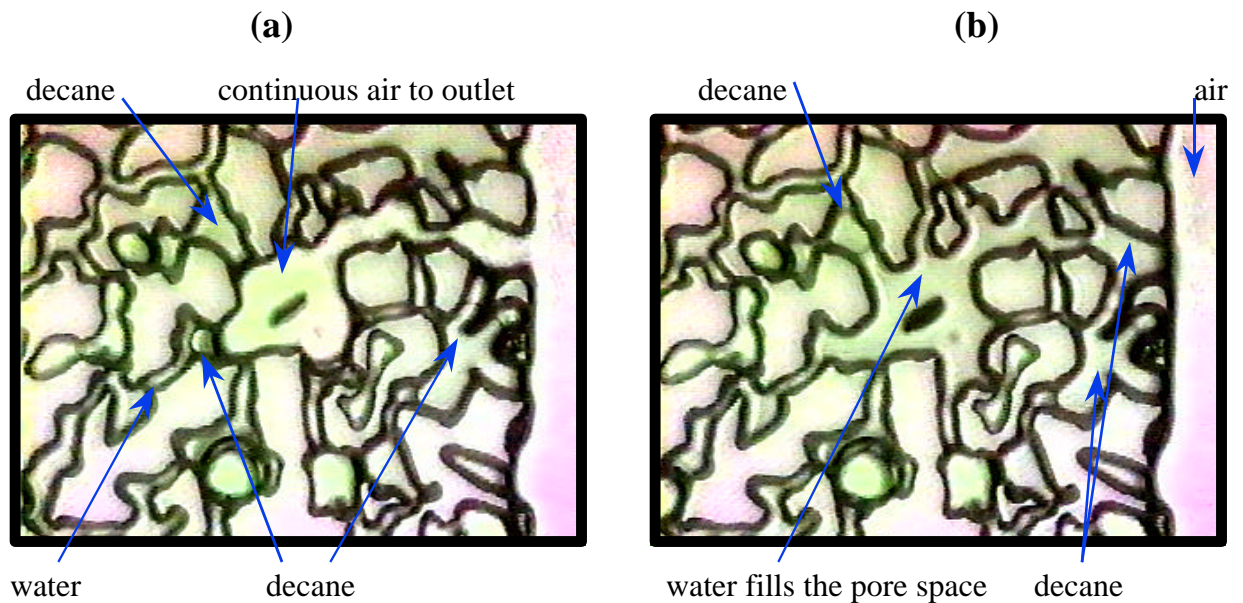 (a)
(b)
decane
continuous air to outlet
decane
air
water
decane
water fills the pore space
decane